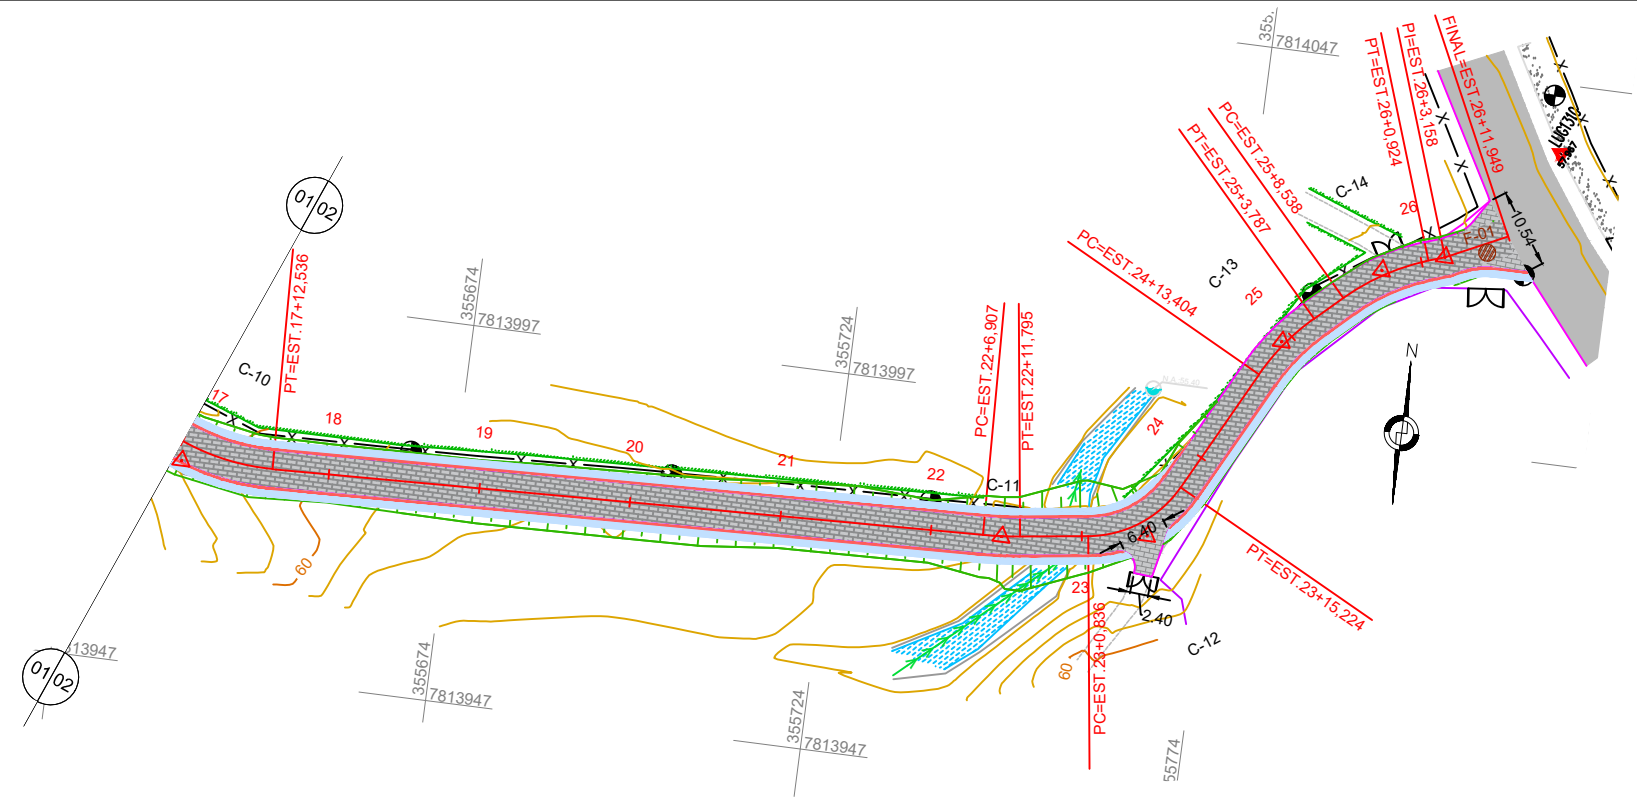 355
7814047
PT=EST.26+0,924
PI=EST.26+3,158
FINAL=EST.26+11,949
PC=EST.25+8,538
PT=EST.25+3,787
C-14
26
F-01
10.54
01
02
PC=EST.24+13,404
C-13
25
PT=EST.17+12,536
355674
7813997
355724
7813997
PC=EST.22+6,907
PT=EST.22+11,795
N
C-10
17
18
19
20
21
22
C-11
24
N.A.
6.40
60
PT=EST.23+15,224
23
2.40
C-12
60
PC=EST.23+0,836
13947
01
02
355674
7813947
355724
7813947
55774